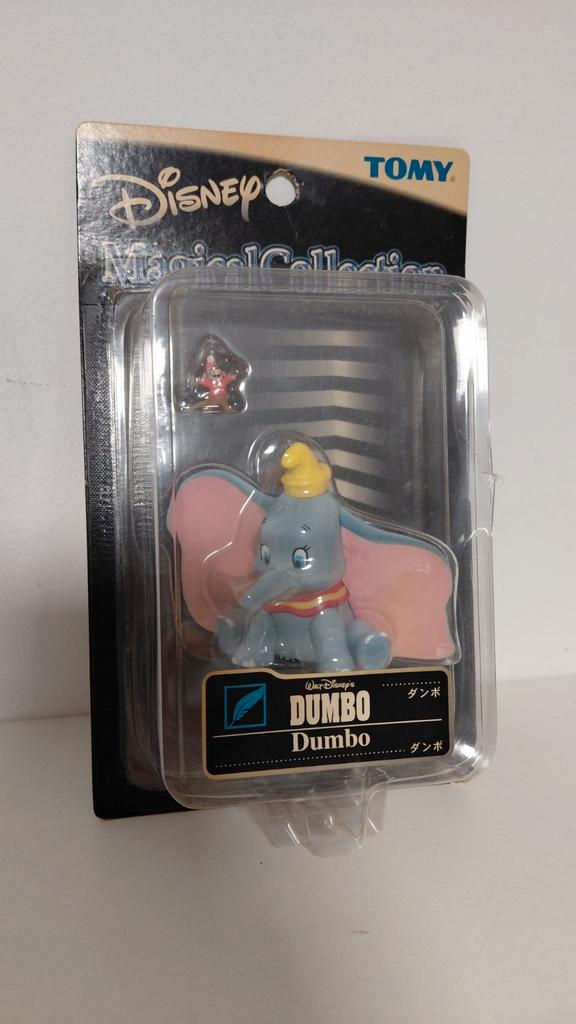 TOMY
Disney
Magical Collection
Walt Disney's
DUMBO
ダンボ
Dumbo
ダンボ